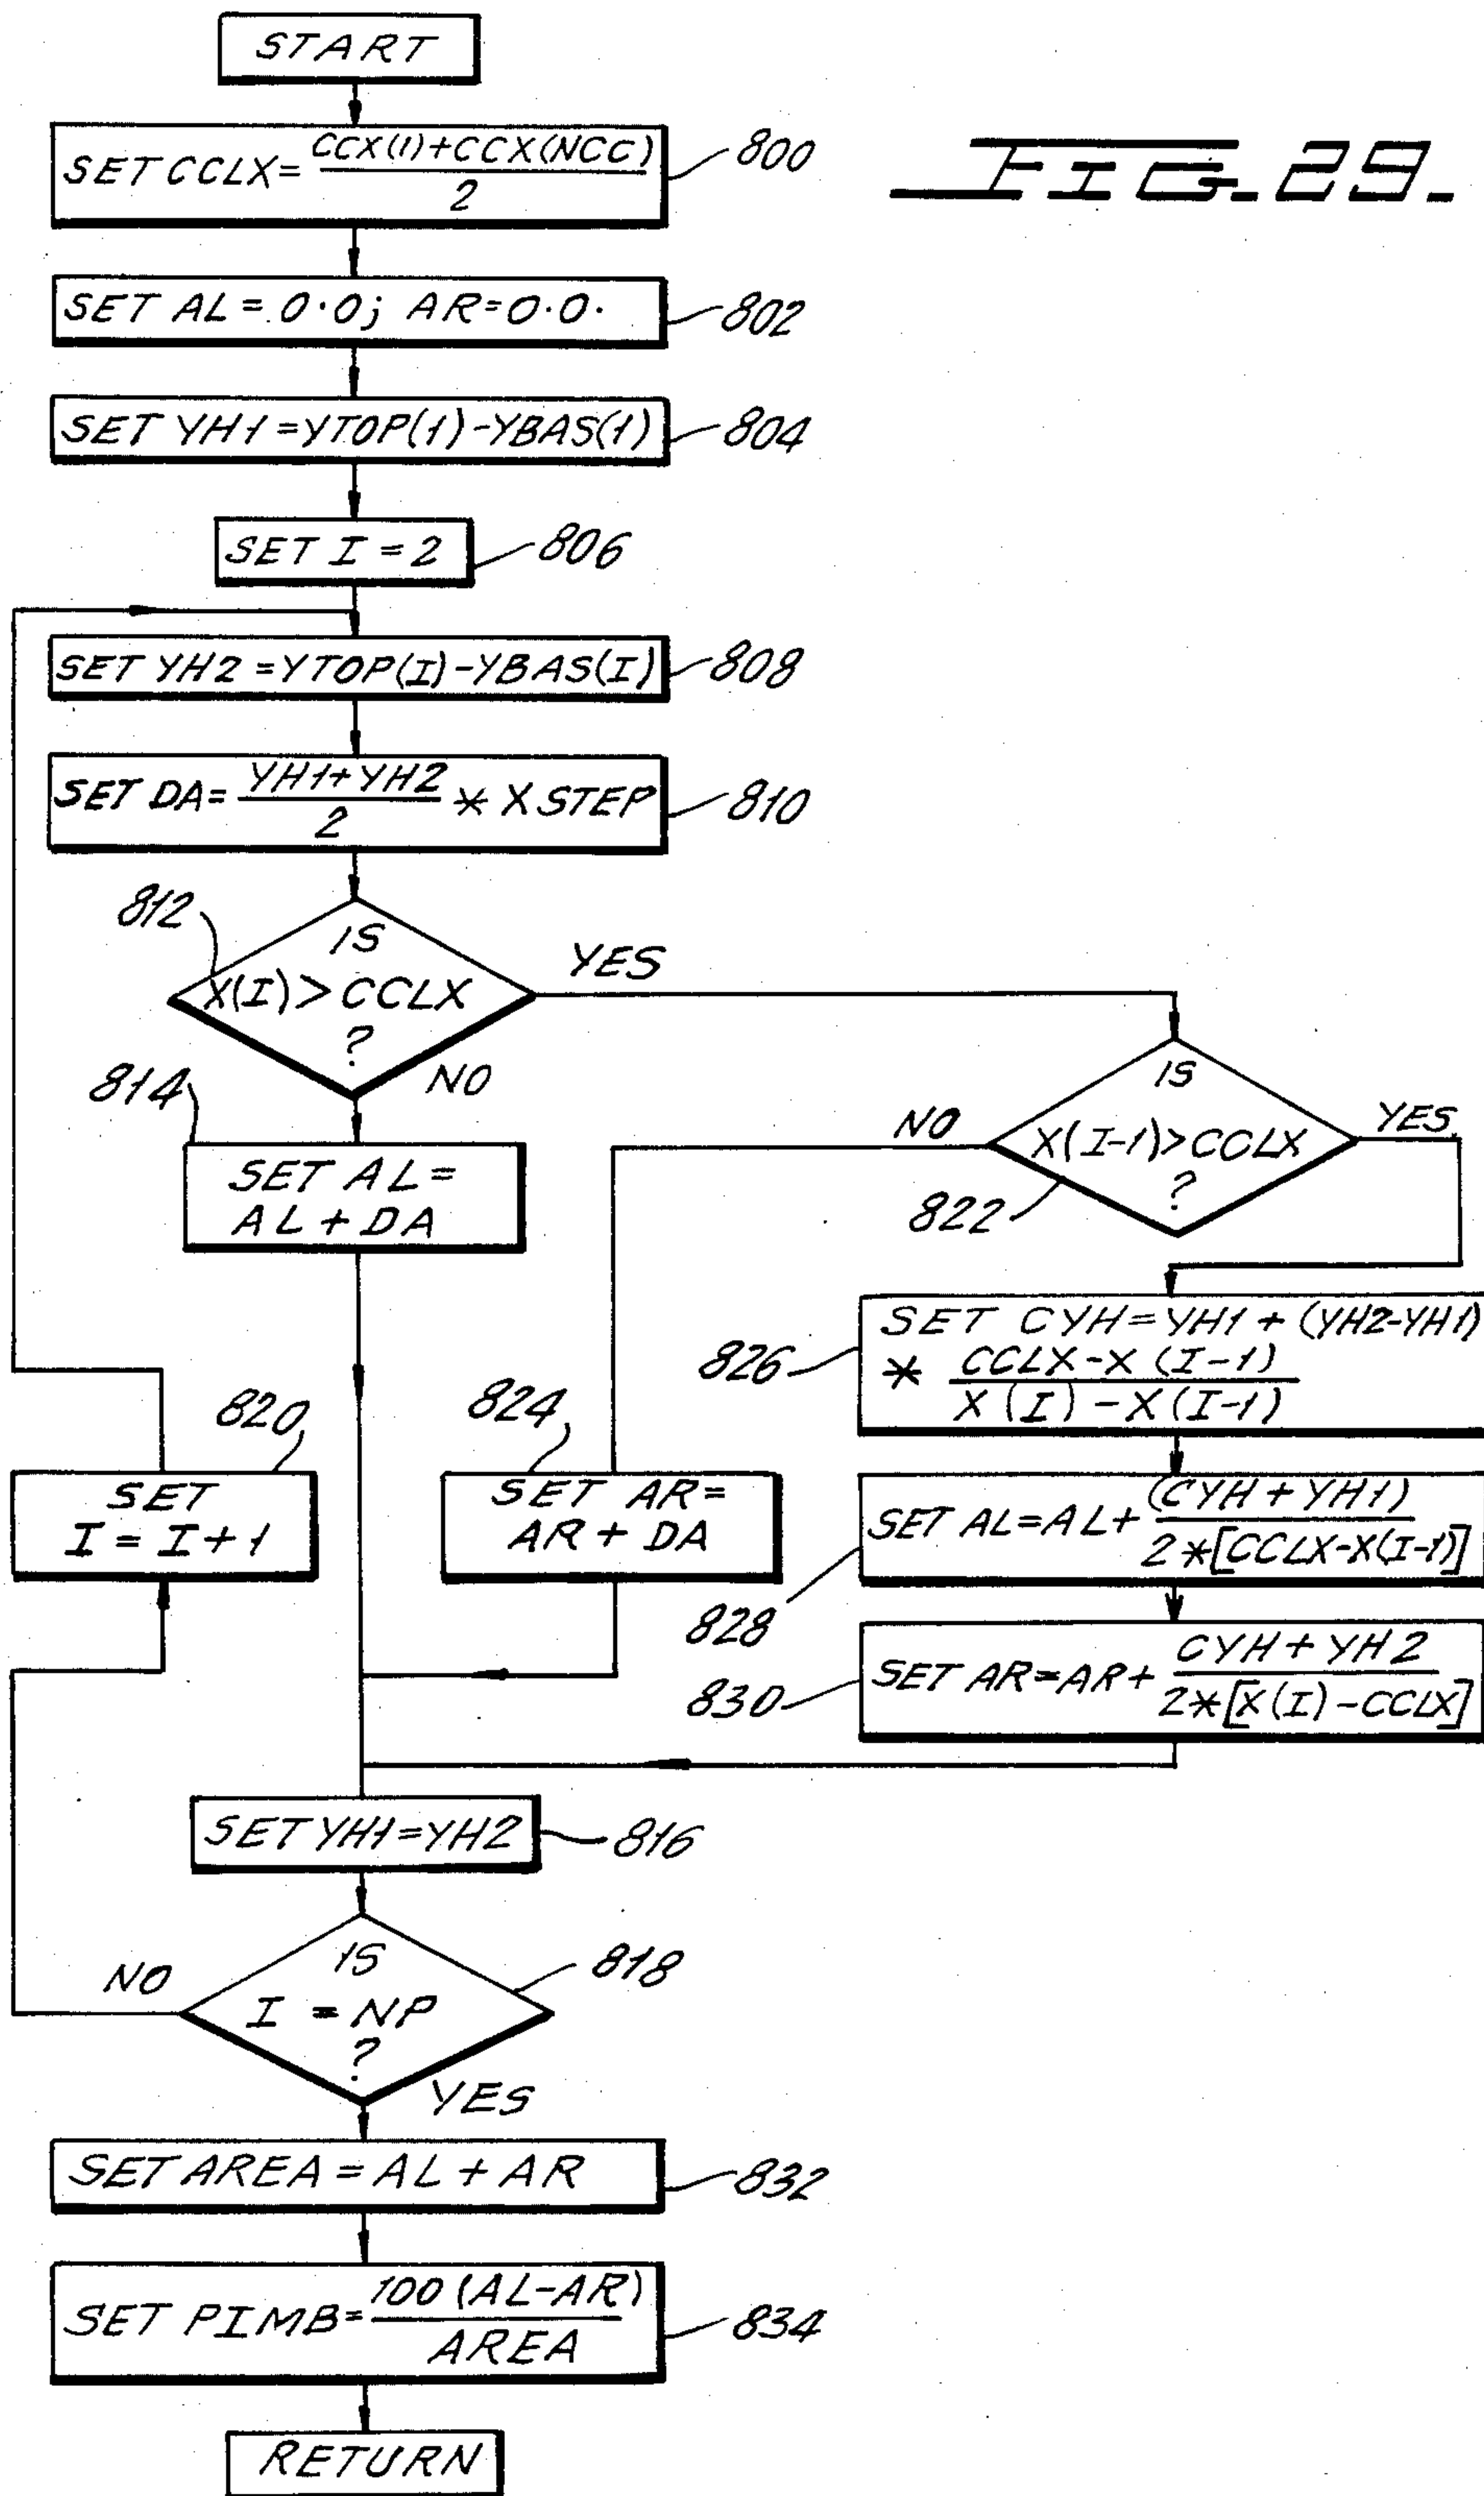 START
FIG. 29.
SET CCLX = CCX(1)+CCX(NCC)
2
800
SET AL = 0.0; AR=0.0.
802
SET YH1 = YTOP(1)-YBAS(1)
804
SET I = 2
806
SET YH2 = YTOP(I)-YBAS(I)
808
SET DA = YH1+YH2 * XSTEP
2
810
812
IS
X(I) > CCLX
?
YES
NO
814
SET AL =
AL + DA
IS
X(I-1)>CCLX
?
NO
YES
822
SET CYH = YH1 + (YH2-YH1)
* CCLX-X (I-1)
X (I) - X (I-1)
826
820
SET
I = I + 1
824
SET AR =
AR + DA
SET AL = AL + (CYH + YH1)
2*[CCLX-X(I-1)]
828
SET AR = AR + CYH + YH2
2*[X(I)-CCLX]
830
SET YH1 = YH2
816
IS
I = NP
?
818
NO
YES
SET AREA = AL + AR
832
SET PIMB = 100 (AL-AR)
AREA
834
RETURN